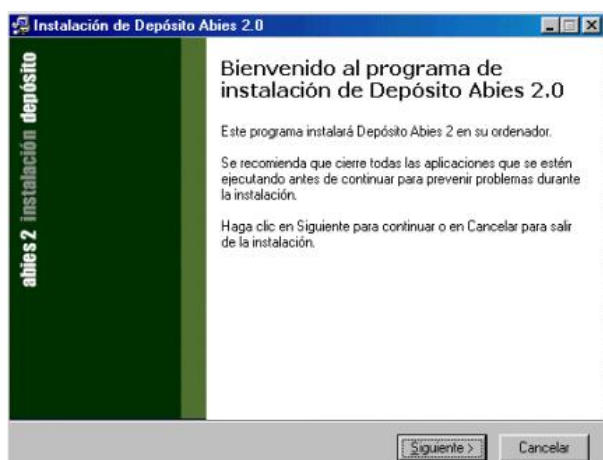 Instalación de Depósito Abies 2.0
abies 2 instalación depósito
Bienvenido al programa de
instalación de Depósito Abies 2.0
Este programa instalará Depósito Abies 2 en su ordenador.
Se recomienda que cierre todas las aplicaciones que se estén
ejecutando antes de continuar para prevenir problemas durante
la instalación.
Haga clic en Siguiente para continuar o en Cancelar para salir
de la instalación.
Siguiente >
Cancelar